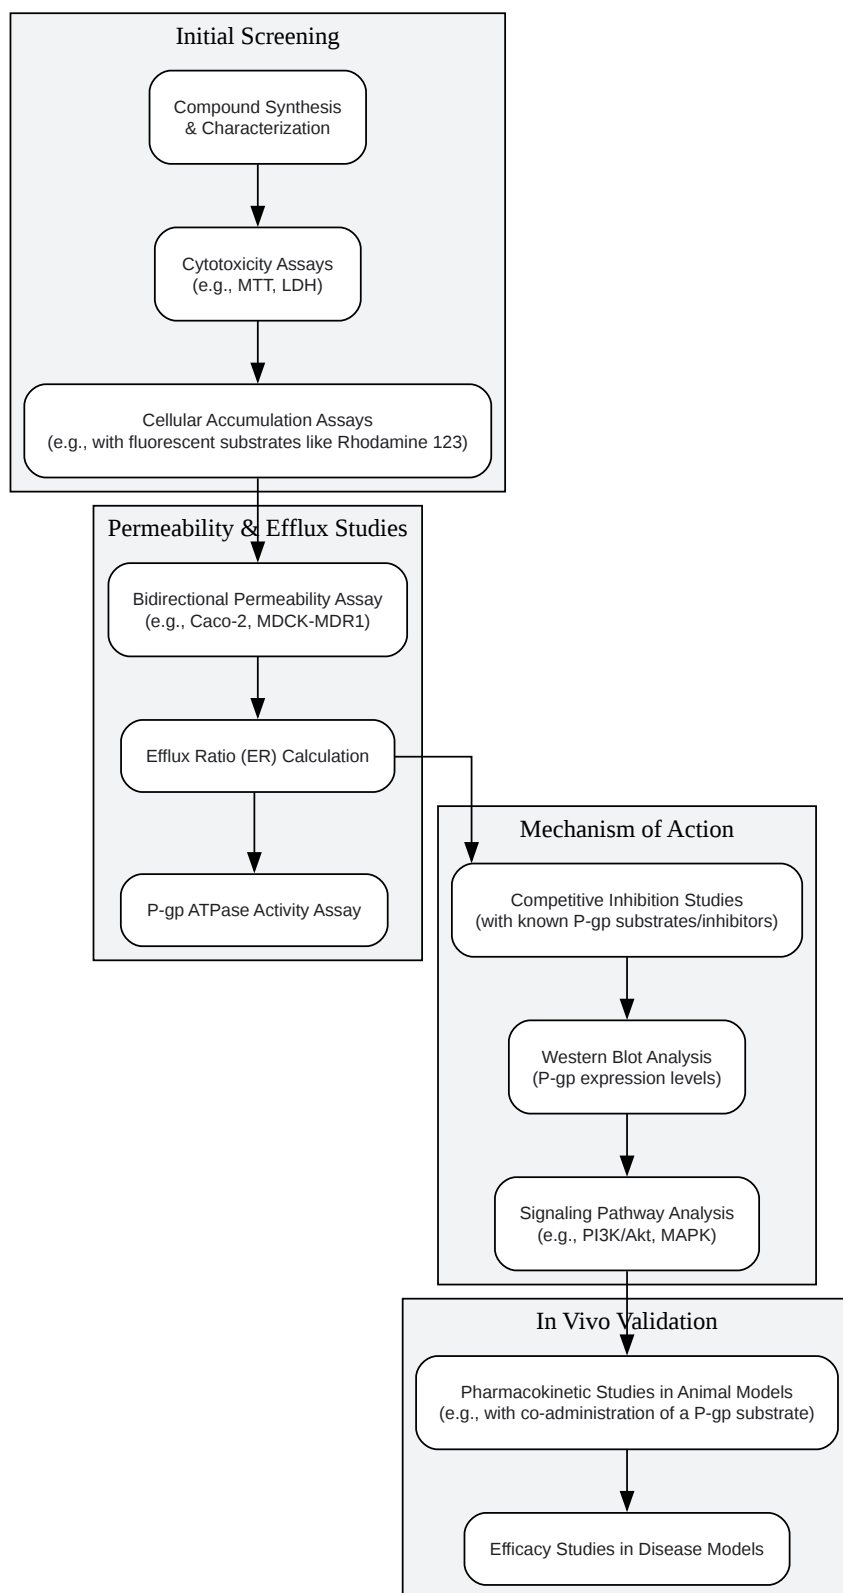 Initial Screening
Compound Synthesis
& Characterization
Cytotoxicity Assays
(e.g., MTT, LDH)
Cellular Accumulation Assays
(e.g., with fluorescent substrates like Rhodamine 123)
Permeability & Efflux Studies
Bidirectional Permeability Assay
(e.g., Caco-2, MDCK-MDR1)
Efflux Ratio (ER) Calculation
P-gp ATPase Activity Assay
Mechanism of Action
Competitive Inhibition Studies
(with known P-gp substrates/inhibitors)
Western Blot Analysis
(P-gp expression levels)
Signaling Pathway Analysis
(e.g., PI3K/Akt, MAPK)
In Vivo Validation
Pharmacokinetic Studies in Animal Models
(e.g., with co-administration of a P-gp substrate)
Efficacy Studies in Disease Models